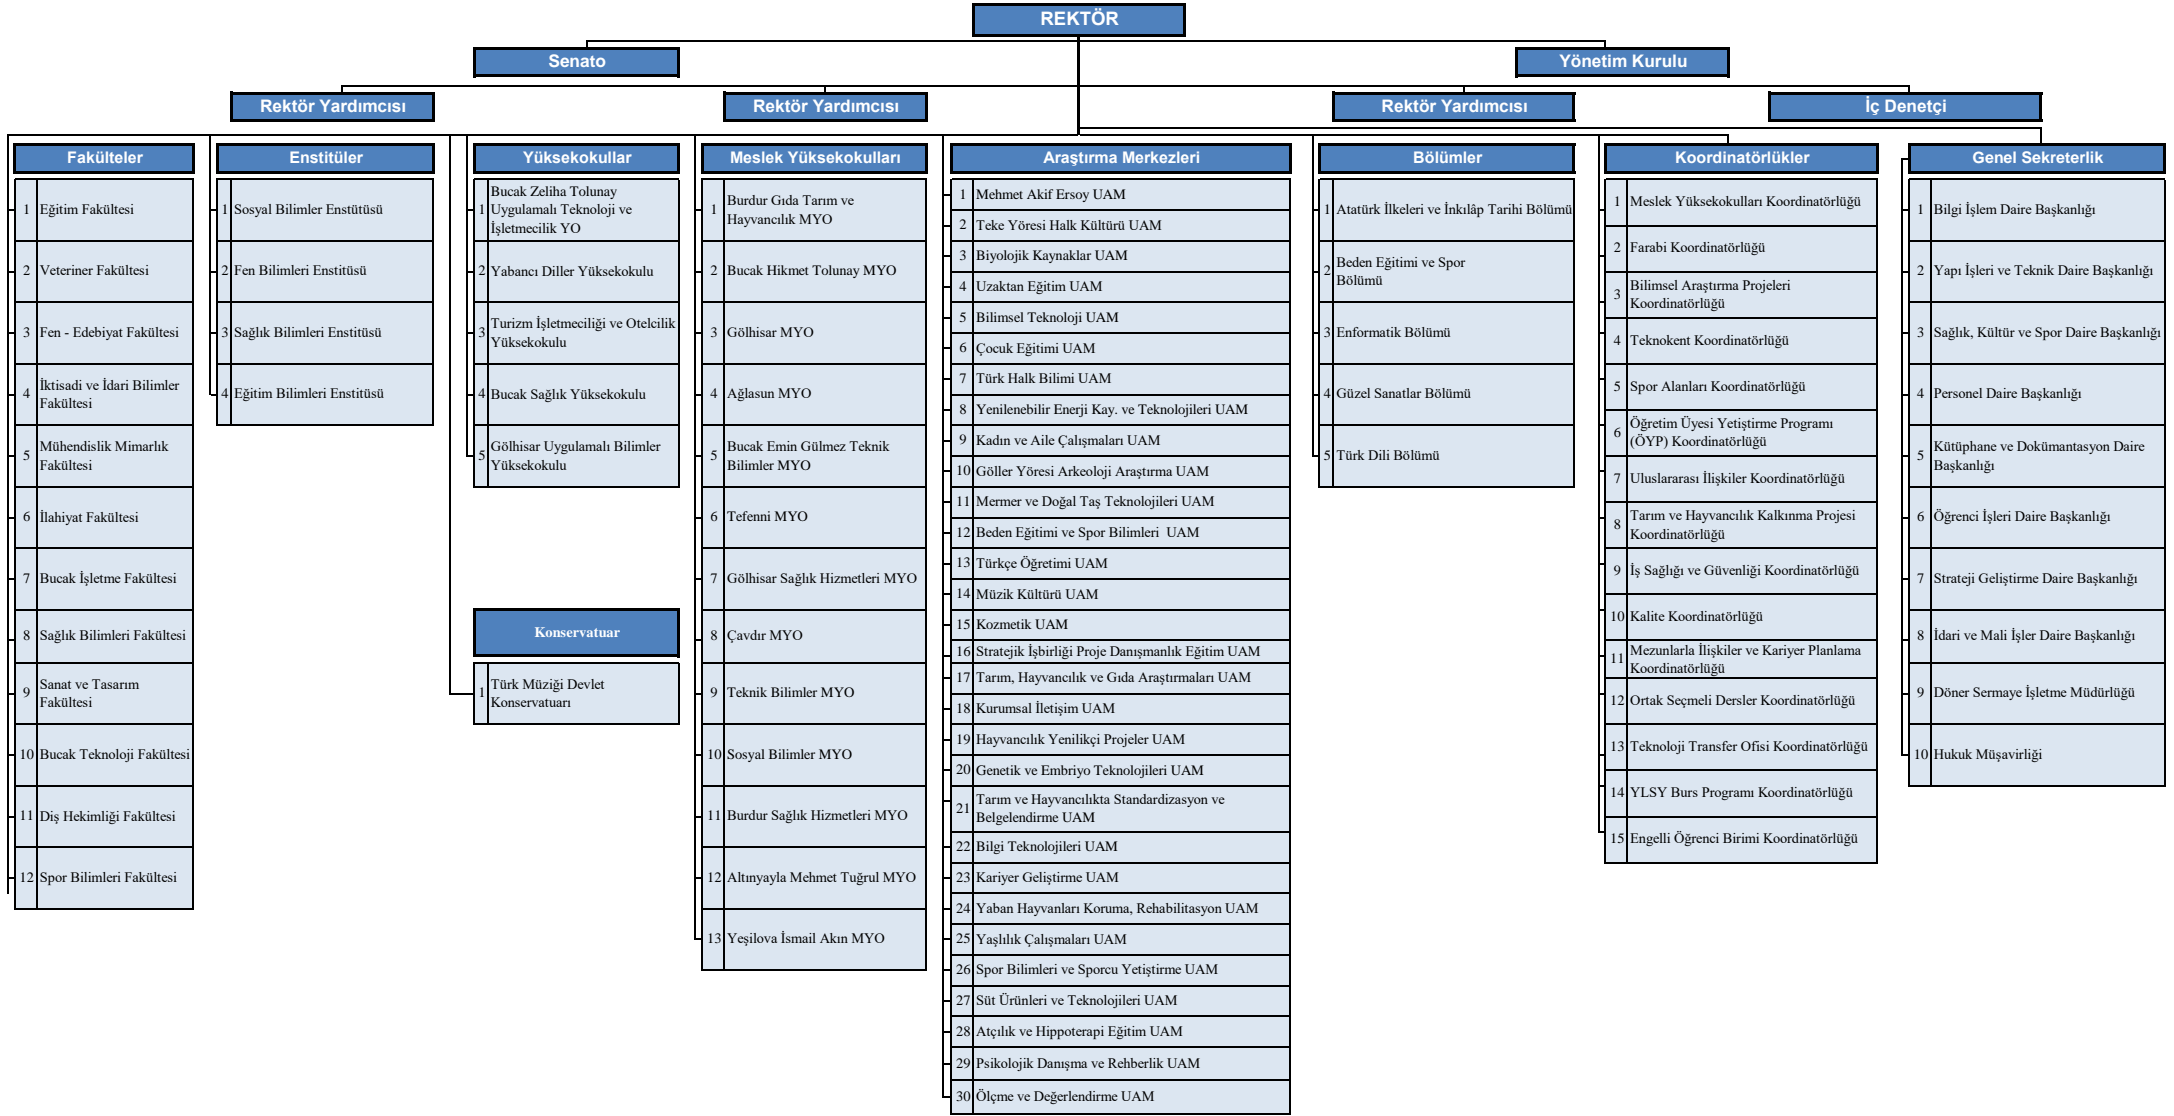 REKTÖR
Senato
Yönetim Kurulu
Rektör Yardımcısı
Rektör Yardımcısı
Rektör Yardımcısı
İç Denetçi
Fakülteler
1 Eğitim Fakültesi
2 Veteriner Fakültesi
3 Fen - Edebiyat Fakültesi
4 İktisadi ve İdari Bilimler
Fakültesi
5 Mühendislik Mimarlık
Fakültesi
6 İlahiyat Fakültesi
7 Bucak İşletme Fakültesi
8 Sağlık Bilimleri Fakültesi
9 Sanat ve Tasarım
Fakültesi
10 Bucak Teknoloji Fakültesi
11 Diş Hekimliği Fakültesi
12 Spor Bilimleri Fakültesi
Enstitüler
1 Sosyal Bilimler Enstütüsü
2 Fen Bilimleri Enstitüsü
3 Sağlık Bilimleri Enstitüsü
4 Eğitim Bilimleri Enstitüsü
Yüksekokullar
1 Bucak Zeliha Tolunay
Uygulamalı Teknoloji ve
İşletmecilik YO
2 Yabancı Diller Yüksekokulu
3 Turizm İşletmeciliği ve Otelcilik
Yüksekokulu
4 Bucak Sağlık Yüksekokulu
5 Gölhisar Uygulamalı Bilimler
Yüksekokulu
Konservatuar
1 Türk Müziği Devlet
Konservatuarı
Meslek Yüksekokulları
1 Burdur Gıda Tarım ve
Hayvancılık MYO
2 Bucak Hikmet Tolunay MYO
3 Gölhisar MYO
4 Ağlasun MYO
5 Bucak Emin Gülmez Teknik
Bilimler MYO
6 Tefenni MYO
7 Gölhisar Sağlık Hizmetleri MYO
8 Çavdır MYO
9 Teknik Bilimler MYO
10 Sosyal Bilimler MYO
11 Burdur Sağlık Hizmetleri MYO
12 Altınyayla Mehmet Tuğrul MYO
13 Yeşilova İsmail Akın MYO
Araştırma Merkezleri
1 Mehmet Akif Ersoy UAM
2 Teke Yöresi Halk Kültürü UAM
3 Biyolojik Kaynaklar UAM
4 Uzaktan Eğitim UAM
5 Bilimsel Teknoloji UAM
6 Çocuk Eğitimi UAM
7 Türk Halk Bilimi UAM
8 Yenilenebilir Enerji Kay. ve Teknolojileri UAM
9 Kadın ve Aile Çalışmaları UAM
10 Göller Yöresi Arkeoloji Araştırma UAM
11 Mermer ve Doğal Taş Teknolojileri UAM
12 Beden Eğitimi ve Spor Bilimleri UAM
13 Türkçe Öğretimi UAM
14 Müzik Kültürü UAM
15 Kozmetik UAM
16 Stratejik İşbirliği Proje Danışmanlık Eğitim UAM
17 Tarım, Hayvancılık ve Gıda Araştırmaları UAM
18 Kurumsal İletişim UAM
19 Hayvancılık Yenilikçi Projeler UAM
20 Genetik ve Embriyo Teknolojileri UAM
21 Tarım ve Hayvancılıkta Standardizasyon ve
Belgelendirme UAM
22 Bilgi Teknolojileri UAM
23 Kariyer Geliştirme UAM
24 Yaban Hayvanları Koruma, Rehabilitasyon UAM
25 Yaşlılık Çalışmaları UAM
26 Spor Bilimleri ve Sporcu Yetiştirme UAM
27 Süt Ürünleri ve Teknolojileri UAM
28 Atçılık ve Hippoterapi Eğitim UAM
29 Psikolojik Danışma ve Rehberlik UAM
30 Ölçme ve Değerlendirme UAM
Bölümler
1 Atatürk İlkeleri ve İnkılâp Tarihi Bölümü
2 Beden Eğitimi ve Spor
Bölümü
3 Enformatik Bölümü
4 Güzel Sanatlar Bölümü
5 Türk Dili Bölümü
Koordinatörlükler
1 Meslek Yüksekokulları Koordinatörlüğü
2 Farabi Koordinatörlüğü
3 Bilimsel Araştırma Projeleri
Koordinatörlüğü
4 Teknokent Koordinatörlüğü
5 Spor Alanları Koordinatörlüğü
6 Öğretim Üyesi Yetiştirme Programı
(ÖYP) Koordinatörlüğü
7 Uluslararası İlişkiler Koordinatörlüğü
8 Tarım ve Hayvancılık Kalkınma Projesi
Koordinatörlüğü
9 İş Sağlığı ve Güvenliği Koordinatörlüğü
10 Kalite Koordinatörlüğü
11 Mezunlarla İlişkiler ve Kariyer Planlama
Koordinatörlüğü
12 Ortak Seçmeli Dersler Koordinatörlüğü
13 Teknoloji Transfer Ofisi Koordinatörlüğü
14 YLSY Burs Programı Koordinatörlüğü
15 Engelli Öğrenci Birimi Koordinatörlüğü
Genel Sekreterlik
1 Bilgi İşlem Daire Başkanlığı
2 Yapı İşleri ve Teknik Daire Başkanlığı
3 Sağlık, Kültür ve Spor Daire Başkanlığı
4 Personel Daire Başkanlığı
5 Kütüphane ve Dokümantasyon Daire
Başkanlığı
6 Öğrenci İşleri Daire Başkanlığı
7 Strateji Geliştirme Daire Başkanlığı
8 İdari ve Mali İşler Daire Başkanlığı
9 Döner Sermaye İşletme Müdürlüğü
10 Hukuk Müşavirliği